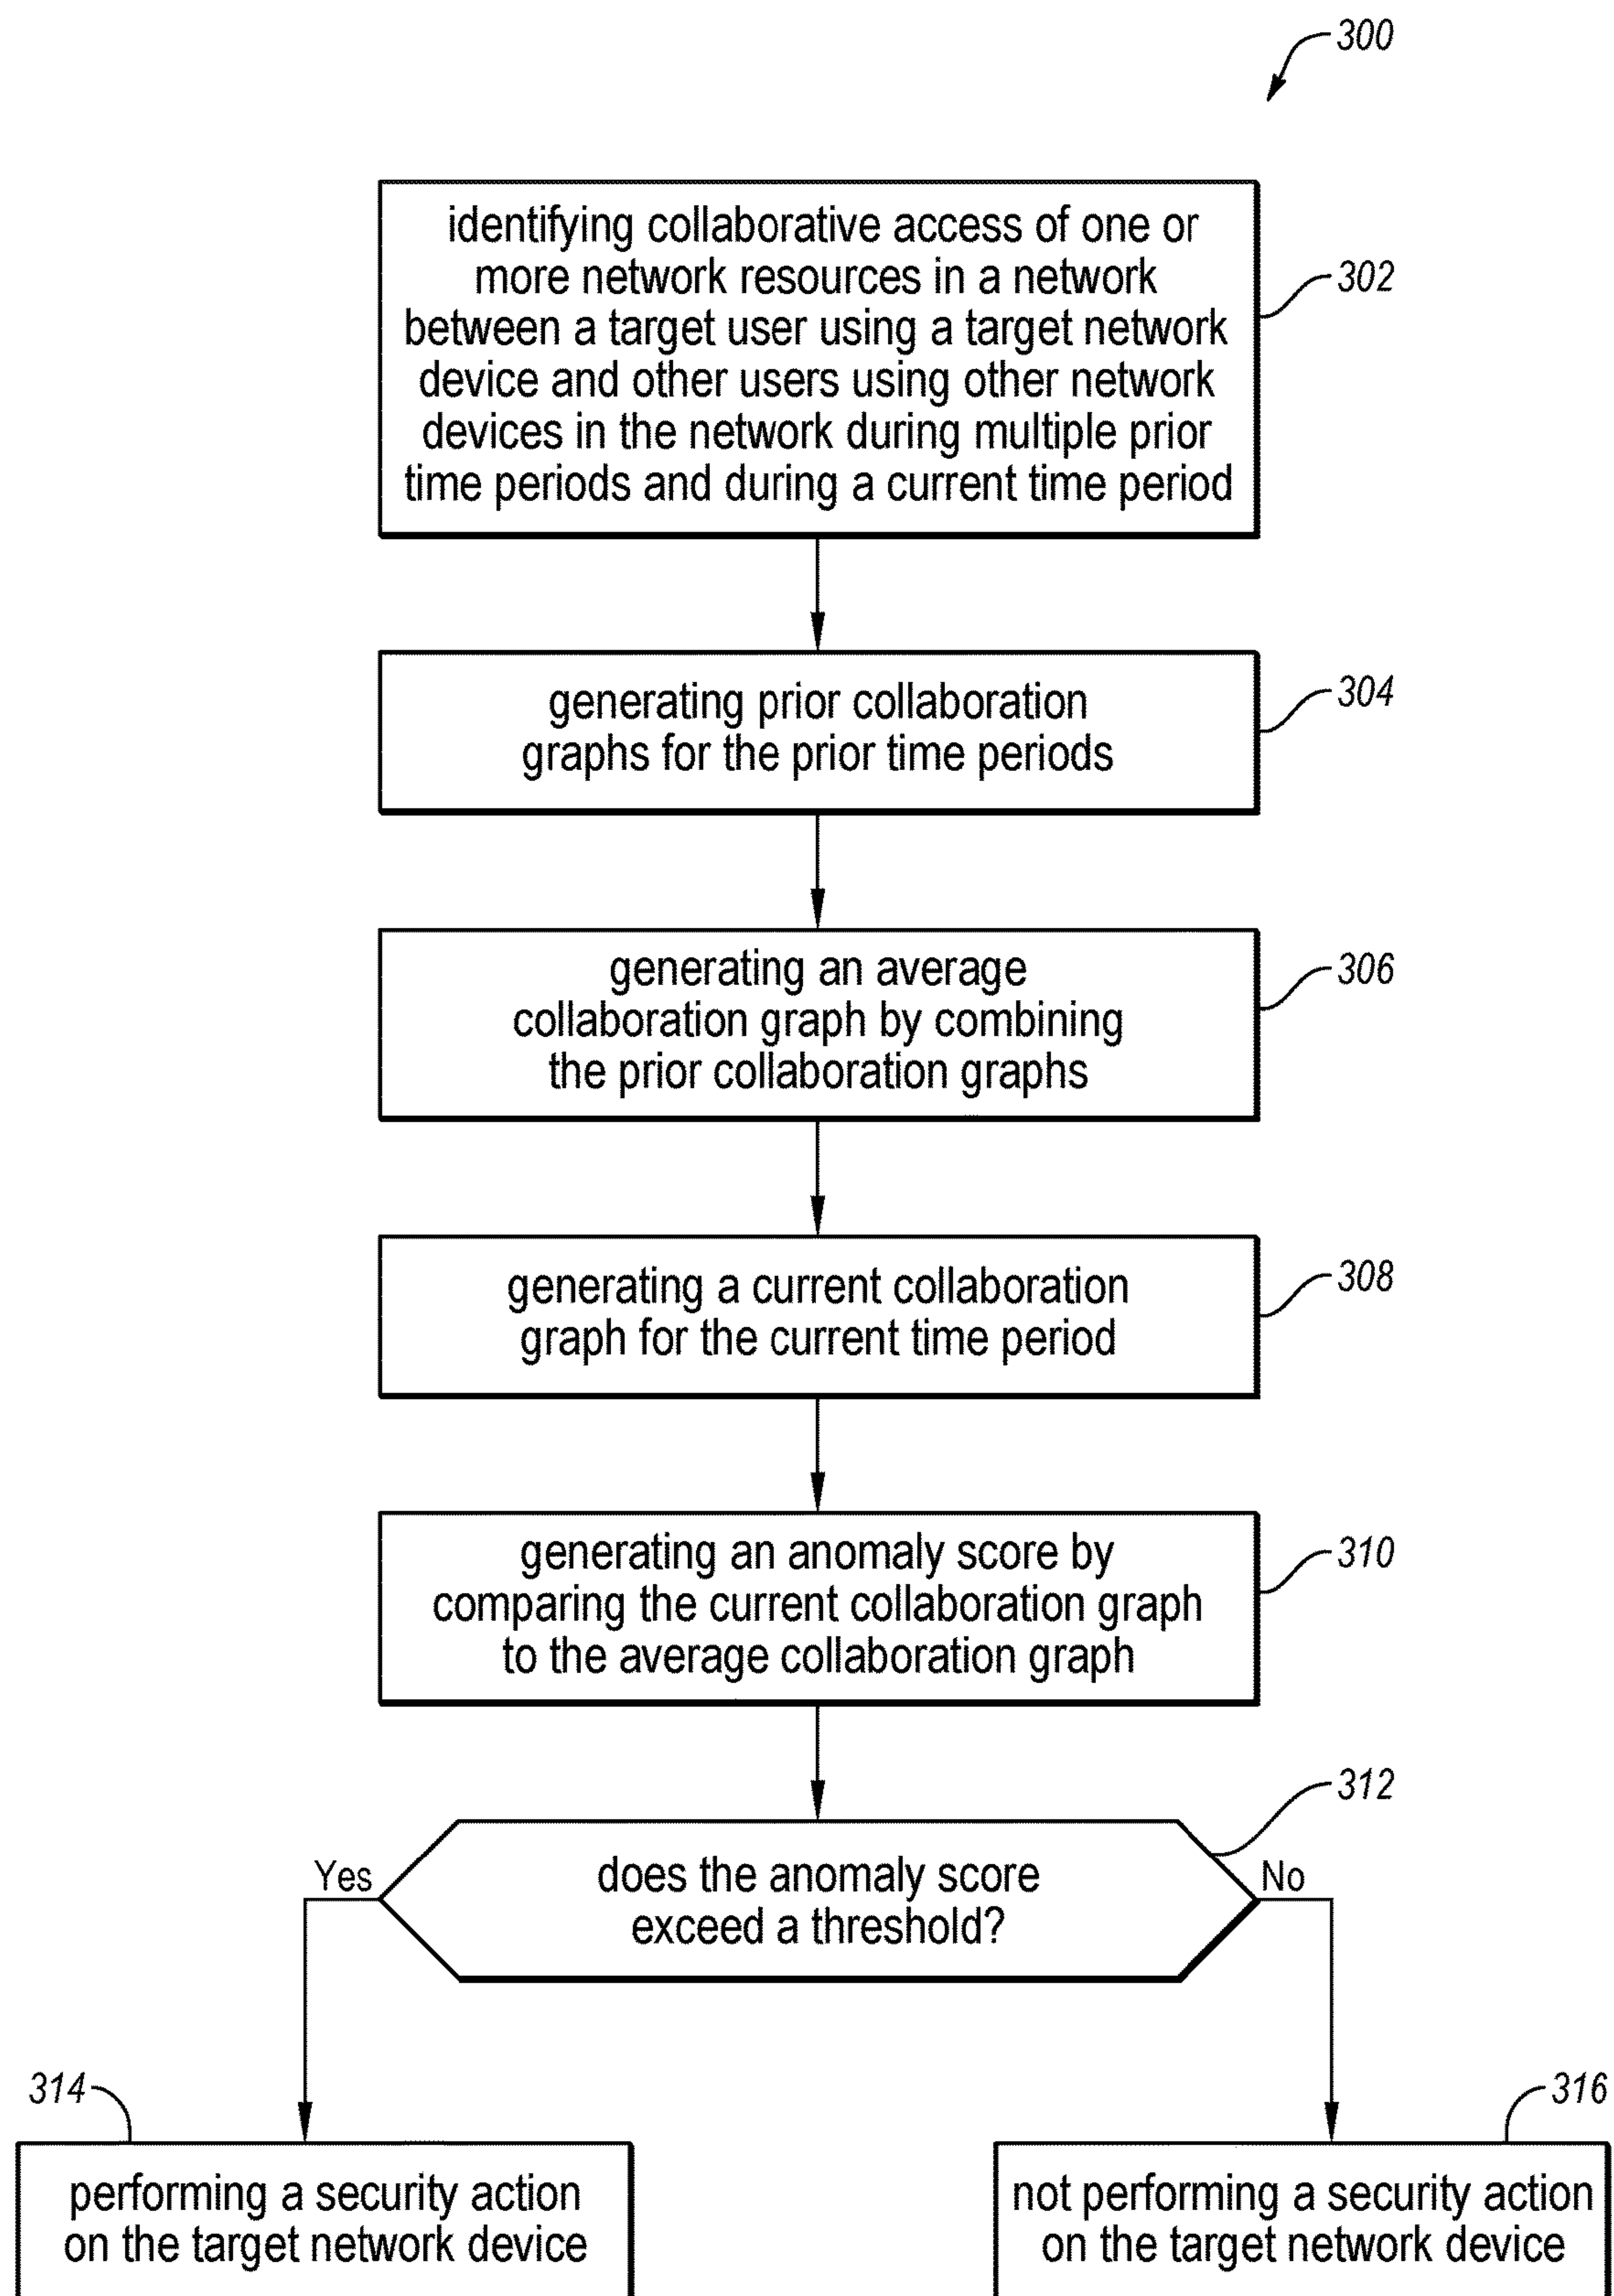 300
identifying collaborative access of one or
more network resources in a network
between a target user using a target network
device and other users using other network
devices in the network during multiple prior
time periods and during a current time period
302
generating prior collaboration
graphs for the prior time periods
304
generating an average
collaboration graph by combining
the prior collaboration graphs
306
generating a current collaboration
graph for the current time period
308
generating an anomaly score by
comparing the current collaboration graph
to the average collaboration graph
310
312
does the anomaly score
exceed a threshold?
Yes
No
314
performing a security action
on the target network device
316
not performing a security action
on the target network device